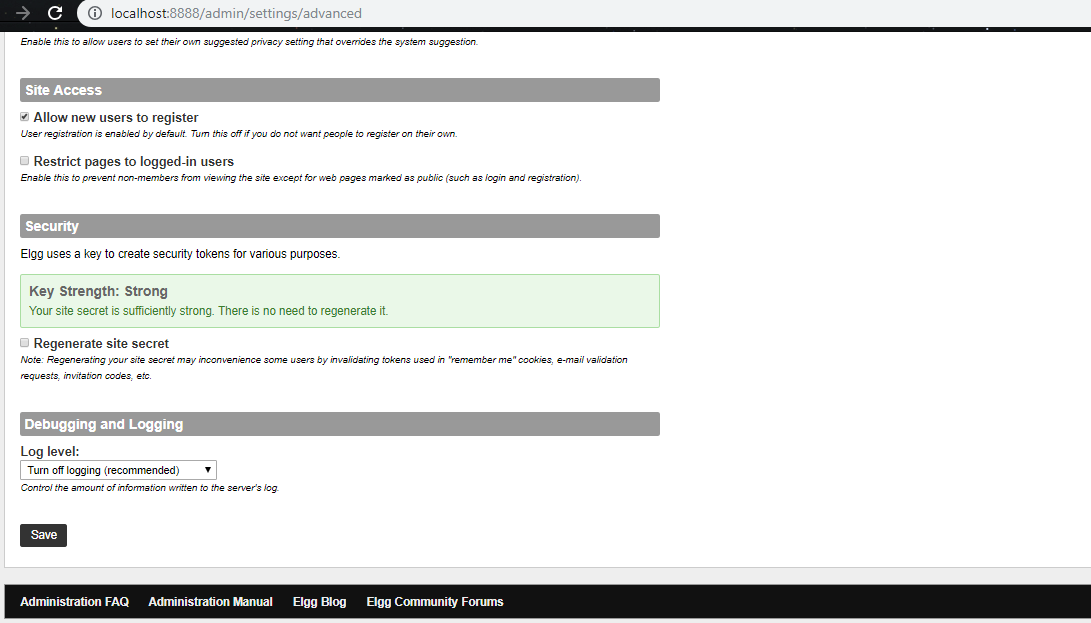 localhost:8888/admin/settings/advanced
Enable this to allow users to set their own suggested privacy setting that overrides the system suggestion.
Site Access
Allow new users to register
User registration is enabled by default. Turn this off if you do not want people to register on their own.
Restrict pages to logged-in users
Enable this to prevent non-members from viewing the site except for web pages marked as public (such as login and registration).
Security
Elgg uses a key to create security tokens for various purposes.
Key Strength: Strong
Your site secret is sufficiently strong. There is no need to regenerate it.
Regenerate site secret
Note: Regenerating your site secret may inconvenience some users by invalidating tokens used in "remember me" cookies, e-mail validation
requests, invitation codes, etc.
Debugging and Logging
Log level:
Turn off logging (recommended)
Control the amount of information written to the server's log.
Save
Administration FAQ Administration Manual Elgg Blog Elgg Community Forums